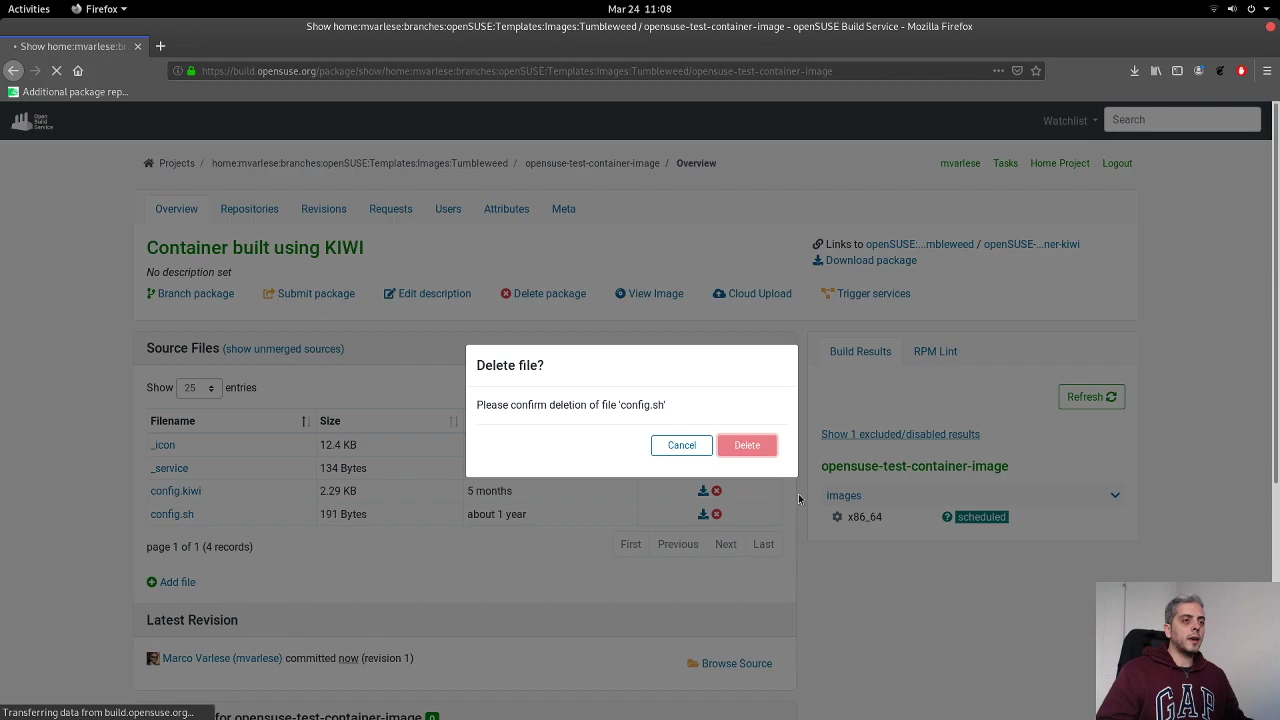 Activities
Firefox
Mar 24 11:08
Show home:mvarlese:branches:openSUSE:Templates:Images:Tumbleweed / opensuse-test-container-image - openSUSE Build Service - Mozilla Firefox
Show home:mvarlese:br
https://build.opensuse.org/package/show/home:mvarlese:branches:openSUSE:Templates:Images:Tumbleweed/opensuse-test-container-image
Additional package rep...
Open Build Service
Watchlist
Search
Projects / home:mvarlese:branches:openSUSE:Templates:Images:Tumbleweed / opensuse-test-container-image / Overview
mvarlese Tasks Home Project Logout
Overview Repositories Revisions Requests Users Attributes Meta
Container built using KIWI
No description set
Links to openSUSE:...mbleweed / openSUSE-...ner-kiwi
Download package
Branch package Submit package Edit description Delete package View Image Cloud Upload Trigger services
Source Files (show unmerged sources)
Show 25 entries
Filename Size
_icon 12.4 KB
_service 134 Bytes
config.kiwi 2.29 KB 5 months
config.sh 191 Bytes about 1 year
page 1 of 1 (4 records)
First Previous Next Last
Add file
Latest Revision
Marco Varlese (mvarlese) committed now (revision 1)
Browse Source
for opensuse-test-container-image 0
Delete file?
Please confirm deletion of file 'config.sh'
Cancel Delete
Build Results RPM Lint
Refresh
Show 1 excluded/disabled results
opensuse-test-container-image
images
x86_64 scheduled
Transferring data from build.opensuse.org...
GAP